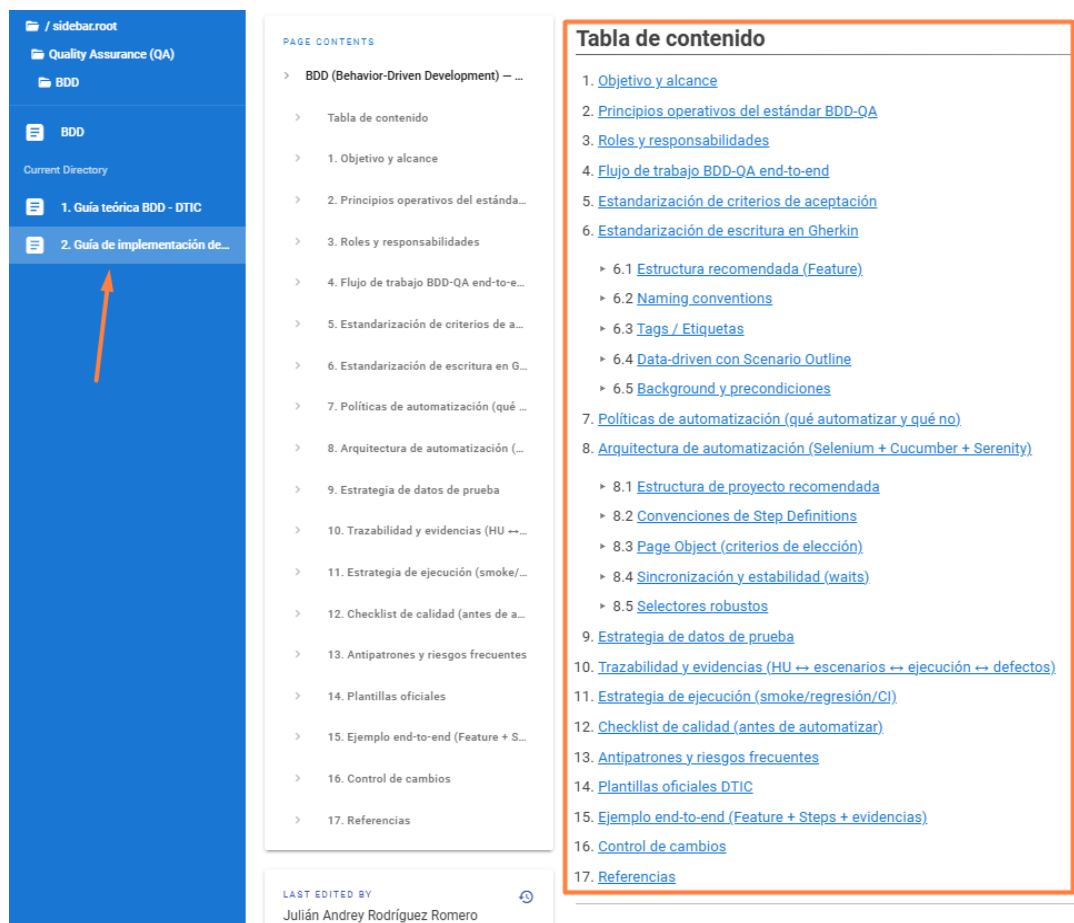 / sidebar.root
Quality Assurance (QA)
BDD
BDD
Current Directory
1. Guía teórica BDD - DTIC
2. Guía de implementación de...
PAGE CONTENTS
BDD (Behavior-Driven Development) — ...
Tabla de contenido
1. Objetivo y alcance
2. Principios operativos del estánda...
3. Roles y responsabilidades
4. Flujo de trabajo BDD-QA end-to-e...
5. Estandarización de criterios de a...
6. Estandarización de escritura en G...
7. Políticas de automatización (qué ...
8. Arquitectura de automatización (...
9. Estrategia de datos de prueba
10. Trazabilidad y evidencias (HU ↔...
11. Estrategia de ejecución (smoke/...
12. Checklist de calidad (antes de a...
13. Antipatrones y riesgos frecuentes
14. Plantillas oficiales
15. Ejemplo end-to-end (Feature + S...
16. Control de cambios
17. Referencias
LAST EDITED BY
Julián Andrey Rodríguez Romero
Tabla de contenido
1. Objetivo y alcance
2. Principios operativos del estándar BDD-QA
3. Roles y responsabilidades
4. Flujo de trabajo BDD-QA end-to-end
5. Estandarización de criterios de aceptación
6. Estandarización de escritura en Gherkin
6.1 Estructura recomendada (Feature)
6.2 Naming conventions
6.3 Tags / Etiquetas
6.4 Data-driven con Scenario Outline
6.5 Background y precondiciones
7. Políticas de automatización (qué automatizar y qué no)
8. Arquitectura de automatización (Selenium + Cucumber + Serenity)
8.1 Estructura de proyecto recomendada
8.2 Convenciones de Step Definitions
8.3 Page Object (criterios de elección)
8.4 Sincronización y estabilidad (waits)
8.5 Selectores robustos
9. Estrategia de datos de prueba
10. Trazabilidad y evidencias (HU ↔ escenarios ↔ ejecución ↔ defectos)
11. Estrategia de ejecución (smoke/regresión/CI)
12. Checklist de calidad (antes de automatizar)
13. Antipatrones y riesgos frecuentes
14. Plantillas oficiales DTIC
15. Ejemplo end-to-end (Feature + Steps + evidencias)
16. Control de cambios
17. Referencias